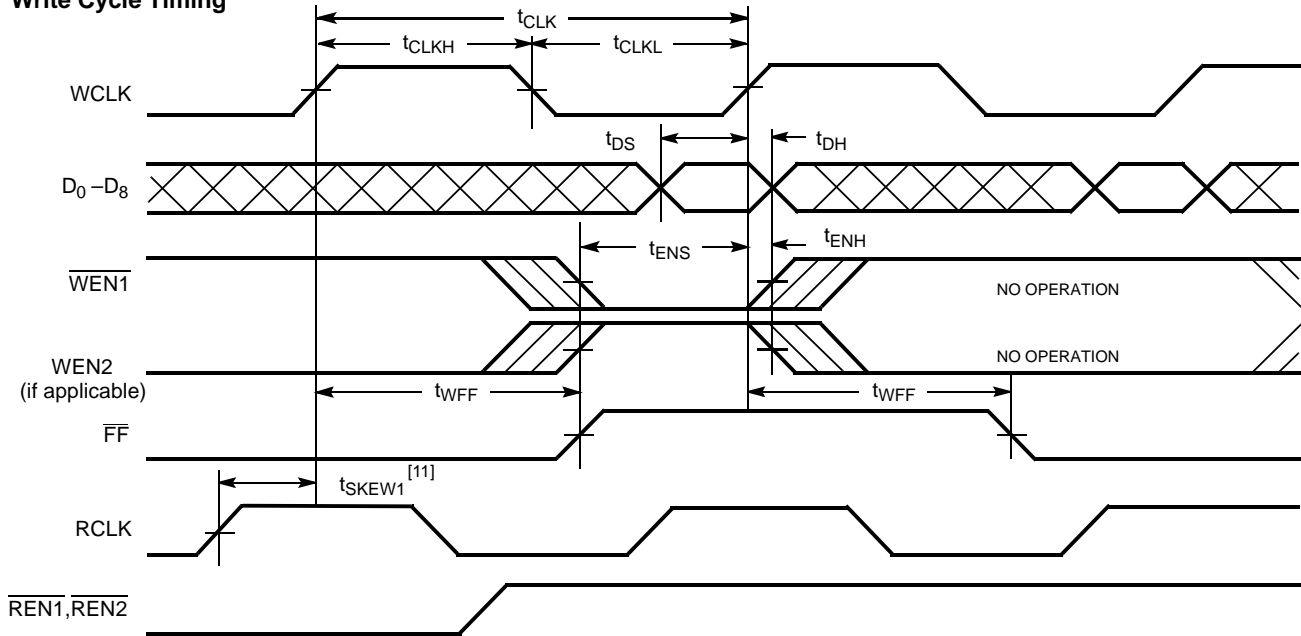 Write Cycle Timing
tCLK
tCLKH
tCLKL
WCLK
tDS
tDH
D0 –D8
tENS
tENH
WEN1
NO OPERATION
WEN2
(if applicable)
NO OPERATION
tWFF
tWFF
FF
tSKEW1 [11]
RCLK
REN1,REN2